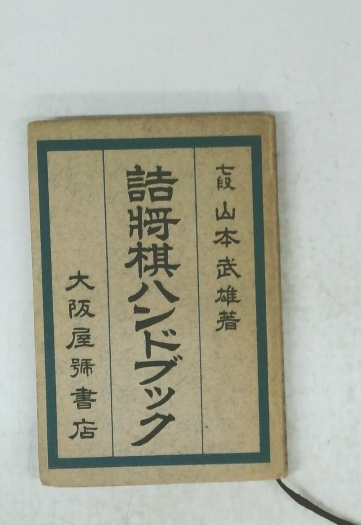 七段 山本武雄著
詰将棋ハンドブック
大阪屋號書店